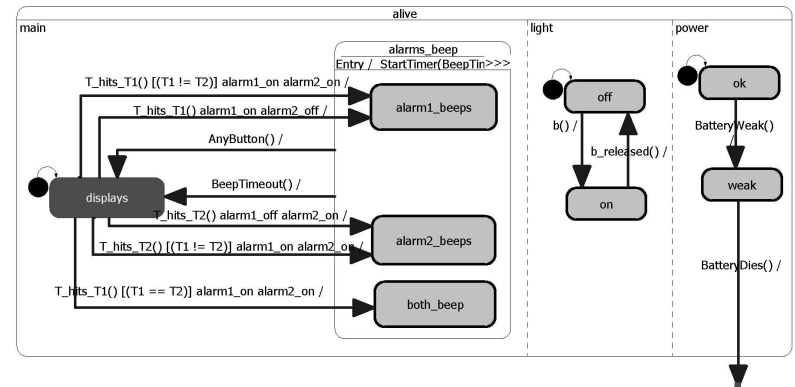 alive
main
light
power
alarms_beep
Entry / StartTimer(BeepTin>>>
T_hits_T1() [(T1 != T2)] alarm1_on alarm2_on /
T_hits_T1() alarm1_on alarm2_off /
alarm1_beeps
AnyButton() /
BeepTimeout() /
displays
T_hits_T2() alarm1_off alarm2_on /
T_hits_T2() [(T1 != T2)] alarm1_on alarm2_on /
alarm2_beeps
T_hits_T1() [(T1 == T2)] alarm1_on alarm2_on /
both_beep
off
b() /
b_released() /
on
ok
BatteryWeak()
/
weak
BatteryDies() /